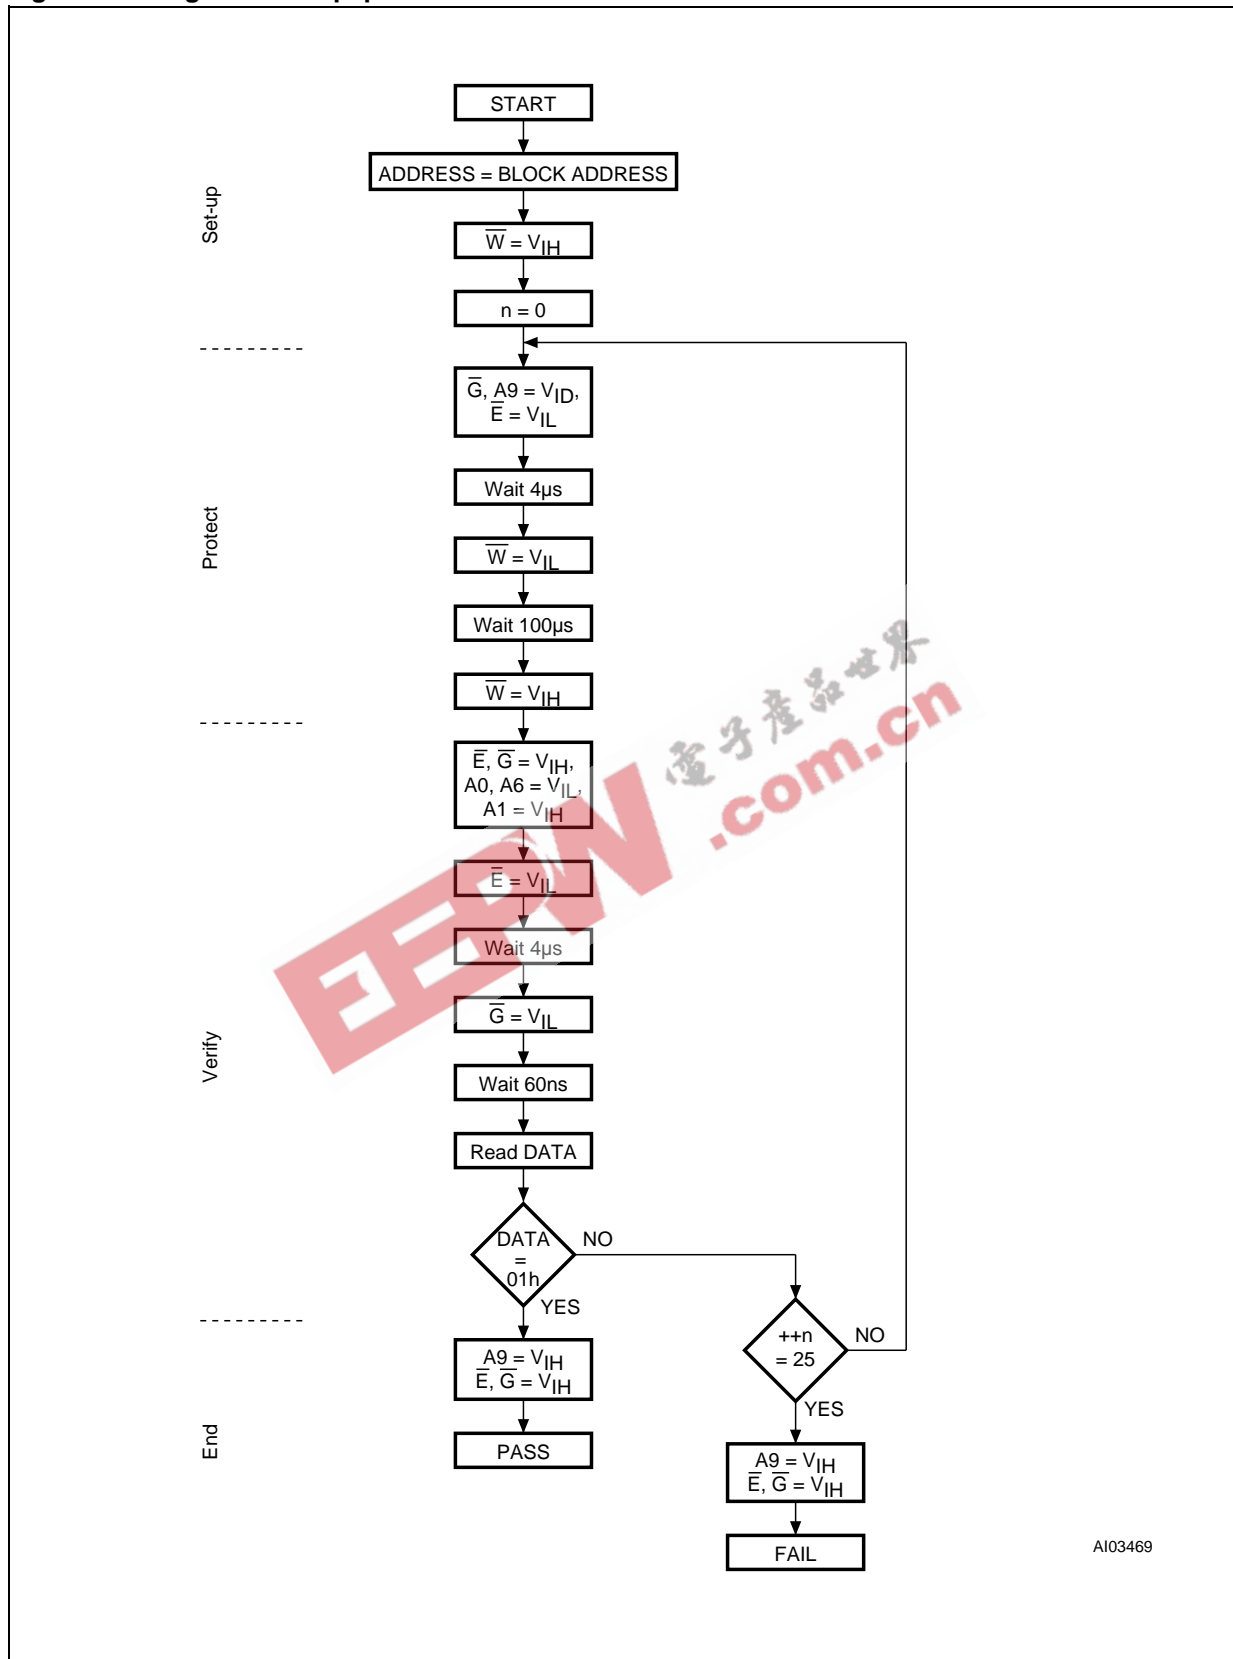 START
ADDRESS = BLOCK ADDRESS
Set-up
W̅ = VIH
n = 0
G̅, A9 = VID,
E̅ = VIL
Wait 4µs
Protect
W̅ = VIL
Wait 100µs
W̅ = VIH
E̅, G̅ = VIH,
A0, A6 = VIL,
A1 = VIH
E̅ = VIL
Wait 4µs
G̅ = VIL
Verify
Wait 60ns
Read DATA
DATA
=
01h
NO
YES
++n
= 25
NO
YES
A9 = VIH
E̅, G̅ = VIH
End
PASS
A9 = VIH
E̅, G̅ = VIH
FAIL
AI03469
EEPW
電子產品世界
.com.cn